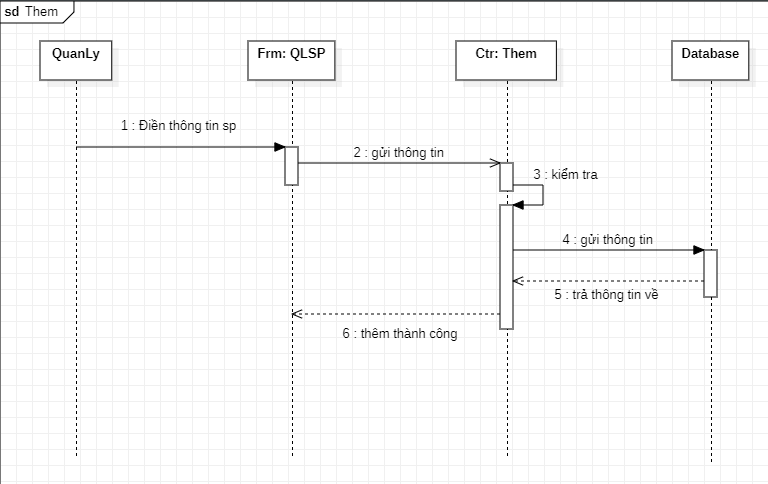 sd Them
QuanLy
Frm: QLSP
Ctr: Them
Database
1 : Điền thông tin sp
2 : gửi thông tin
3 : kiểm tra
4 : gửi thông tin
5 : trả thông tin về
6 : thêm thành công